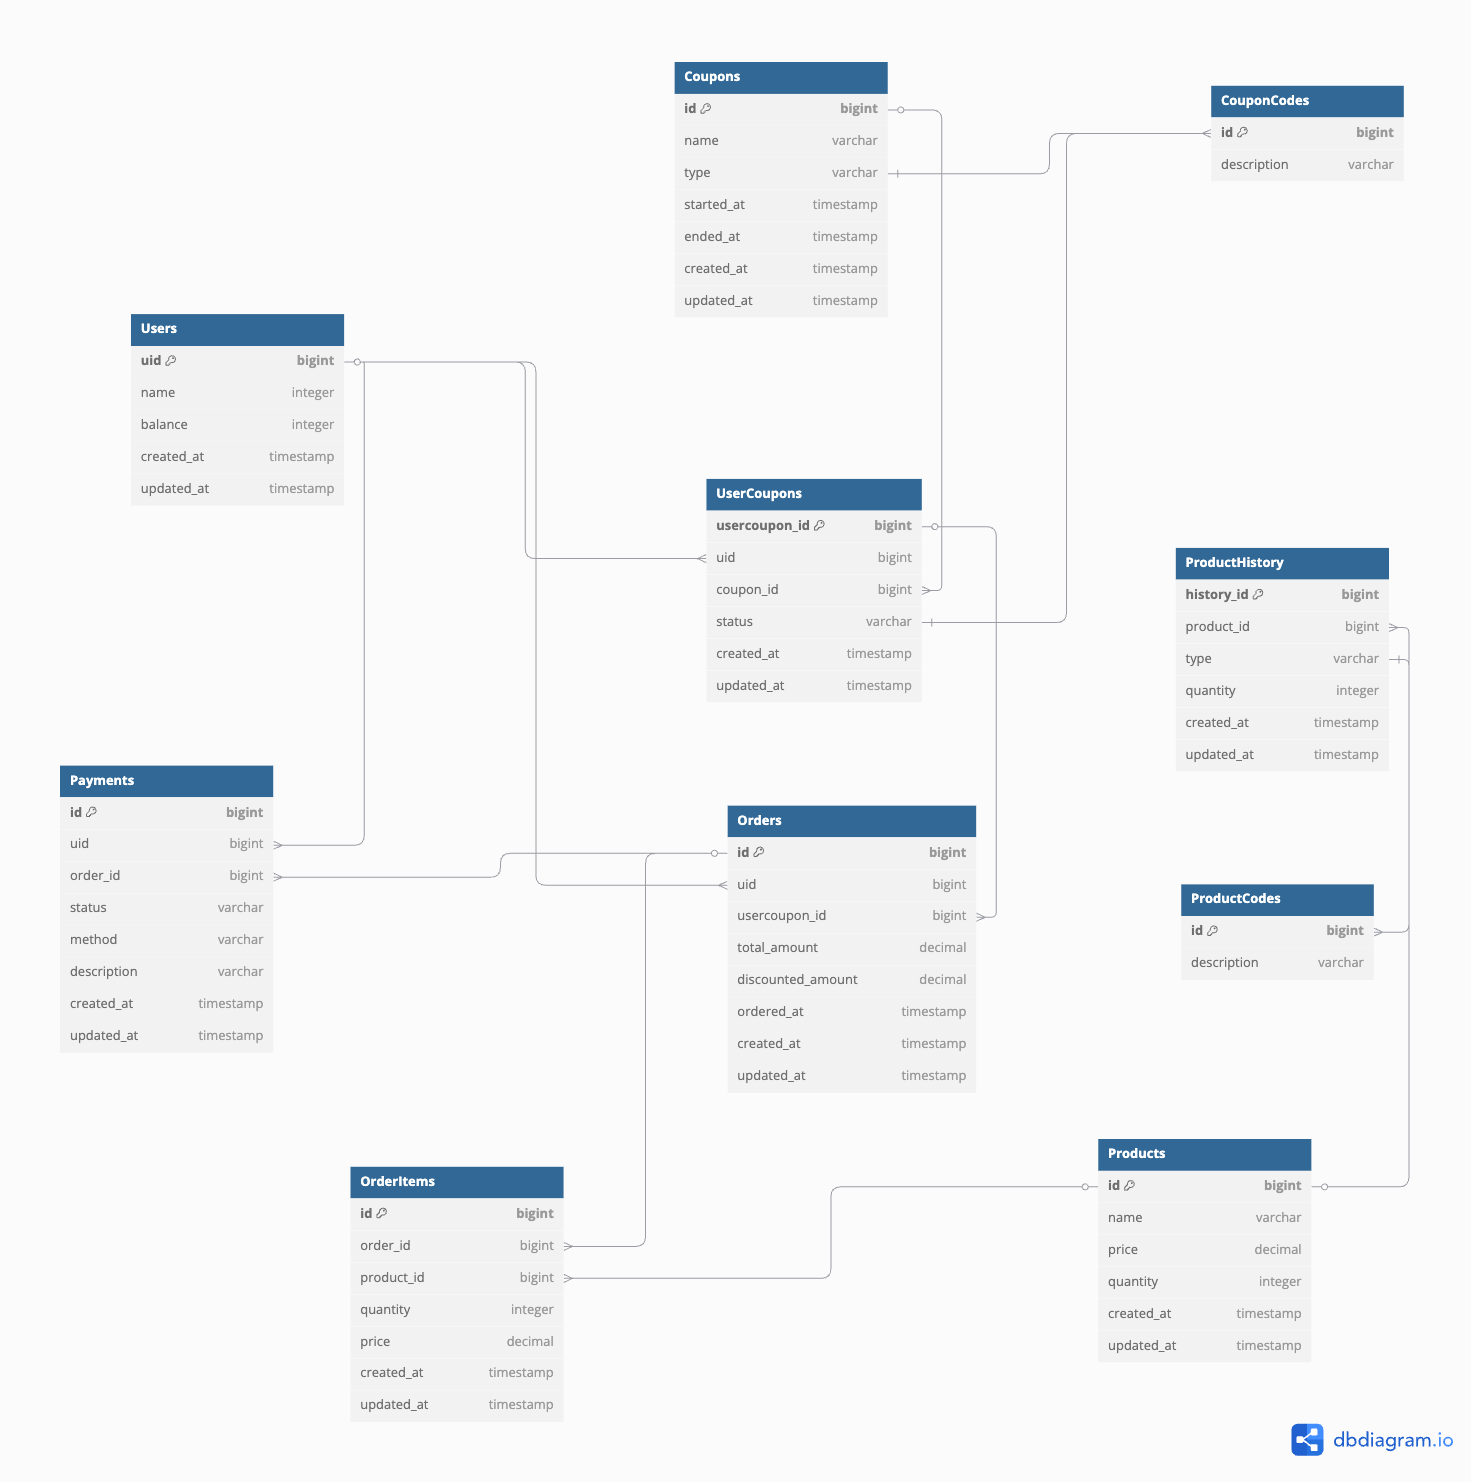 Coupons
id bigint
name varchar
type varchar
started_at timestamp
ended_at timestamp
created_at timestamp
updated_at timestamp
CouponCodes
id bigint
description varchar
Users
uid bigint
name integer
balance integer
created_at timestamp
updated_at timestamp
UserCoupons
usercoupon_id bigint
uid bigint
coupon_id bigint
status varchar
created_at timestamp
updated_at timestamp
ProductHistory
history_id bigint
product_id bigint
type varchar
quantity integer
created_at timestamp
updated_at timestamp
Payments
id bigint
uid bigint
order_id bigint
status varchar
method varchar
description varchar
created_at timestamp
updated_at timestamp
Orders
id bigint
uid bigint
usercoupon_id bigint
total_amount decimal
discounted_amount decimal
ordered_at timestamp
created_at timestamp
updated_at timestamp
ProductCodes
id bigint
description varchar
OrderItems
id bigint
order_id bigint
product_id bigint
quantity integer
price decimal
created_at timestamp
updated_at timestamp
Products
id bigint
name varchar
price decimal
quantity integer
created_at timestamp
updated_at timestamp
dbdiagram.io